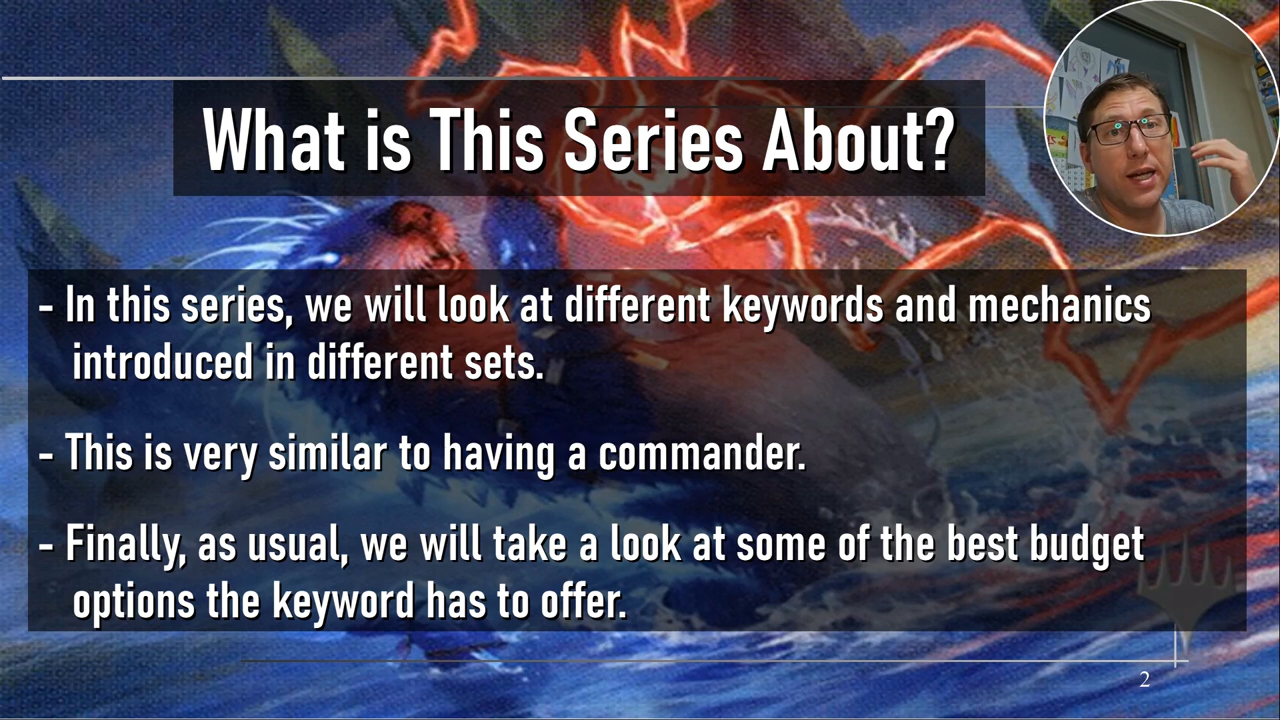 What is This Series About?
- In this series, we will look at different keywords and mechanics
introduced in different sets.
- This is very similar to having a commander.
- Finally, as usual, we will take a look at some of the best budget
options the keyword has to offer.
2